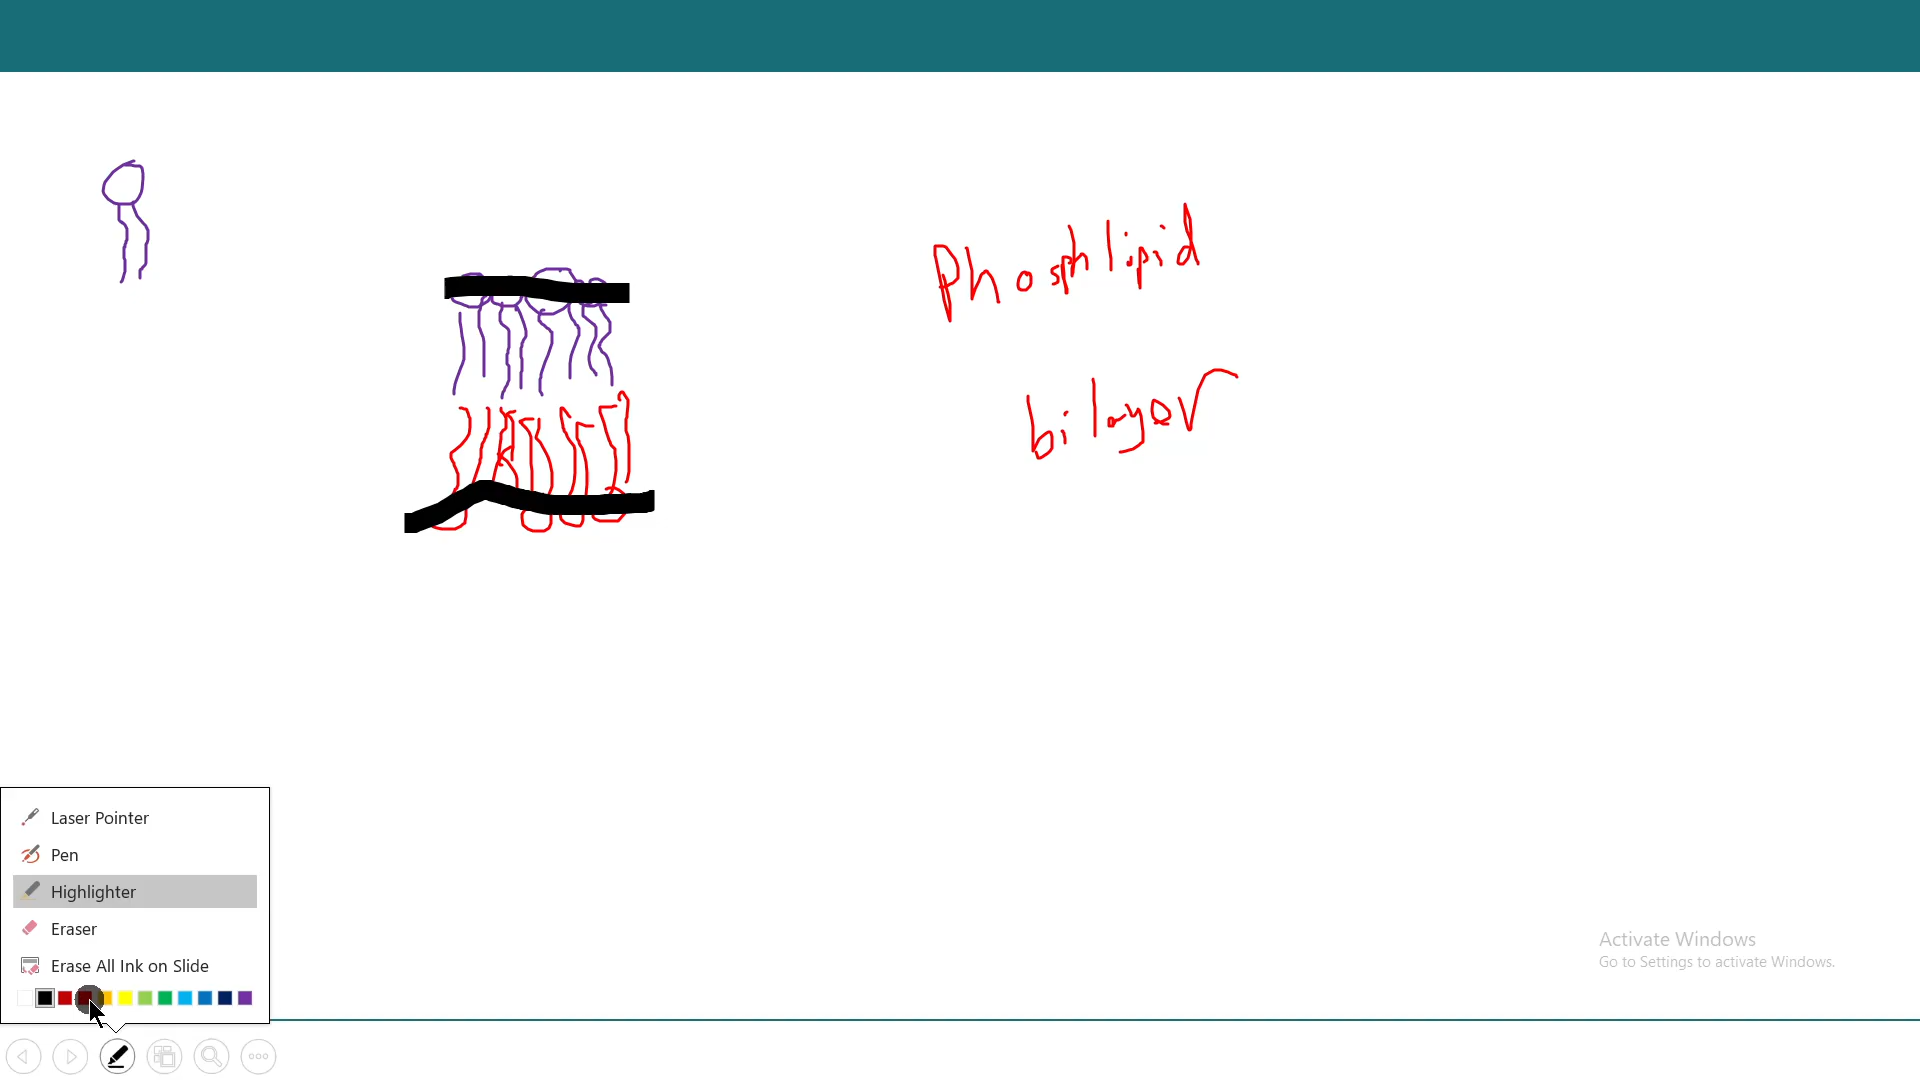 Phosphlipid
bilayer
Laser Pointer
Pen
Highlighter
Eraser
Erase All Ink on Slide
Activate Windows
Go to Settings to activate Windows.